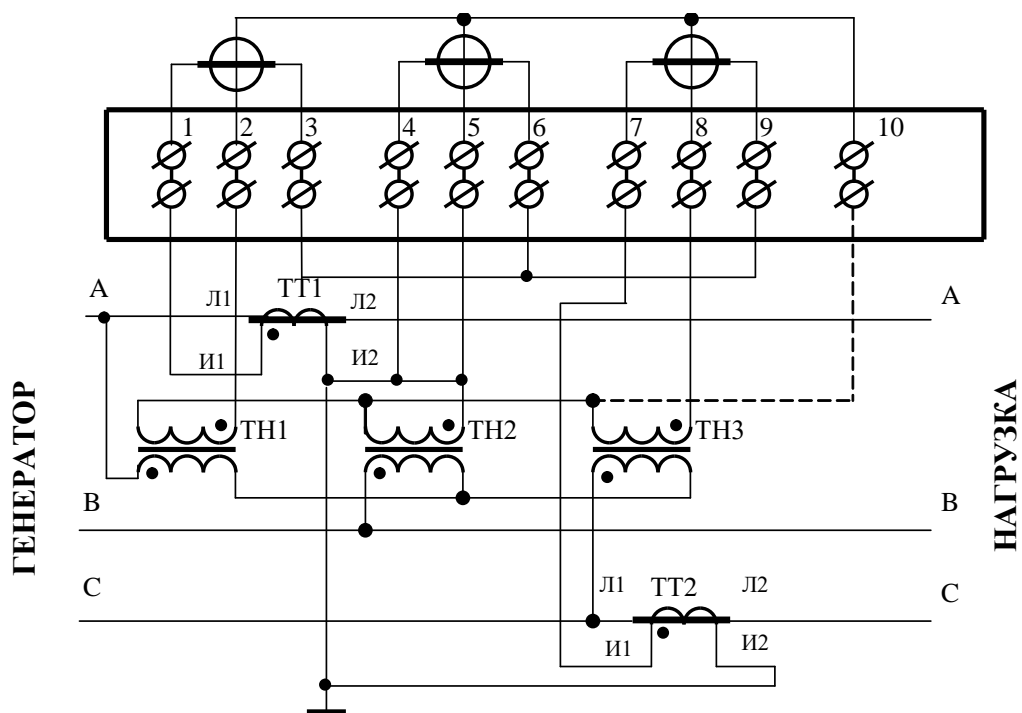 1 2 3 4 5 6 7 8 9 10
А Л1 ТТ1 Л2 А
И1 И2
ТН1 ТН2 ТН3
ГЕНЕРАТОР
НАГРУЗКА
В В
С Л1 ТТ2 Л2 С
И1 И2